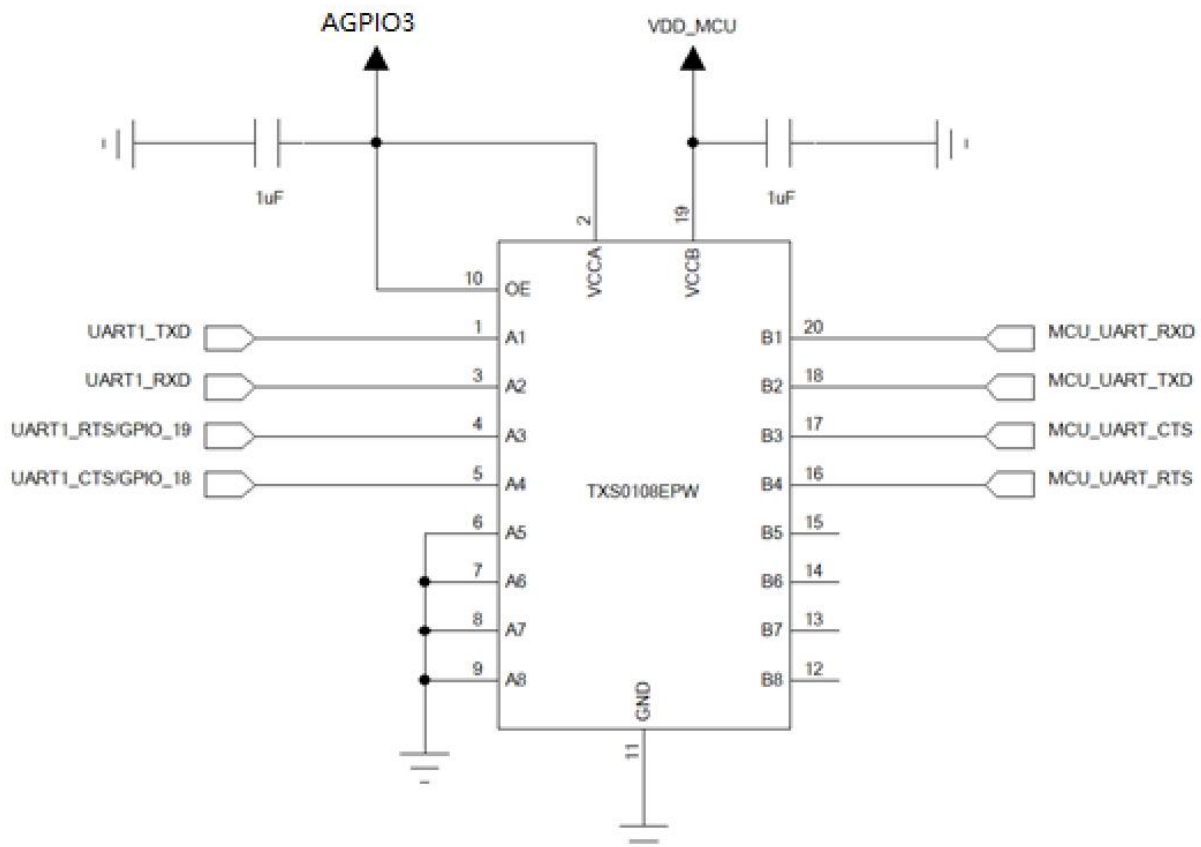 AGPIO3
VDD_MCU
1uF
1uF
2
19
VCCA
VCCB
10
OE
UART1_TXD
1
A1
B1
20
MCU_UART_RXD
UART1_RXD
3
A2
B2
18
MCU_UART_TXD
UART1_RTS/GPIO_19
4
A3
B3
17
MCU_UART_CTS
UART1_CTS/GPIO_18
5
A4
TXS0108EPW
B4
16
MCU_UART_RTS
6
A5
B5
15
7
A6
B6
14
8
A7
B7
13
9
A8
B8
12
GND
11